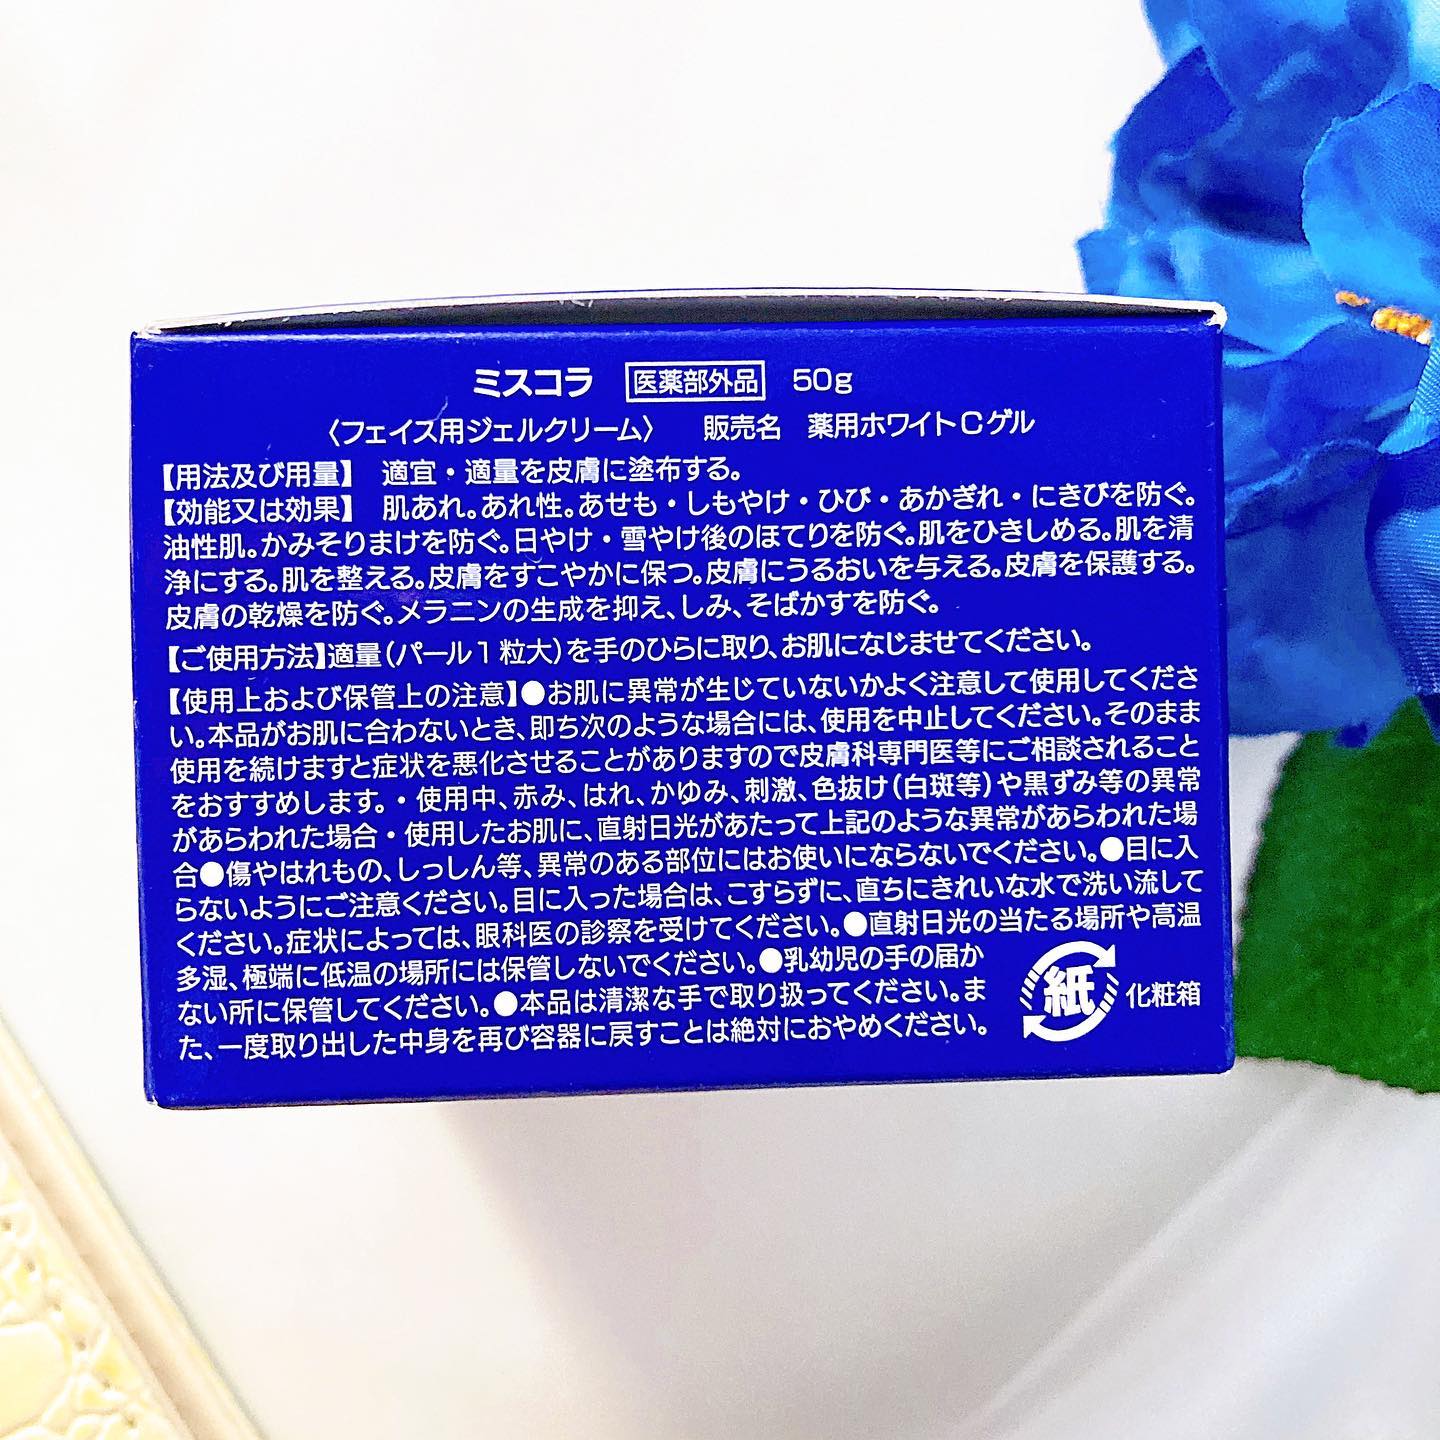 ミスコラ 医薬部外品 50g
〈フェイス用ジェルクリーム〉 販売名 薬用ホワイトCゲル
【用法及び用量】 適宜・適量を皮膚に塗布する。
【効能又は効果】 肌あれ。あれ性。あせも・しもやけ・ひび・あかぎれ・にきびを防ぐ。
油性肌。かみそりまけを防ぐ。日やけ・雪やけ後のほてりを防ぐ。肌をひきしめる。肌を清
浄にする。肌を整える。皮膚をすこやかに保つ。皮膚にうるおいを与える。皮膚を保護する。
皮膚の乾燥を防ぐ。メラニンの生成を抑え、しみ、そばかすを防ぐ。
【ご使用方法】適量(パール1粒大)を手のひらに取り、お肌になじませてください。
【使用上および保管上の注意】●お肌に異常が生じていないかよく注意して使用してくださ
い。本品がお肌に合わないとき、即ち次のような場合には、使用を中止してください。そのまま
使用を続けますと症状を悪化させることがありますので皮膚科専門医等にご相談されること
をおすすめします。・使用中、赤み、はれ、かゆみ、刺激、色抜け(白斑等)や黒ずみ等の異常
があらわれた場合・使用したお肌に、直射日光があたって上記のような異常があらわれた場
合●傷やはれもの、しっしん等、異常のある部位にはお使いにならないでください。●目に入
らないようにご注意ください。目に入った場合は、こすらずに、直ちにきれいな水で洗い流して
ください。症状によっては、眼科医の診察を受けてください。●直射日光の当たる場所や高温
多湿、極端に低温の場所には保管しないでください。●乳幼児の手の届か
ない所に保管してください。●本品は清潔な手で取り扱ってください。ま
た、一度取り出した中身を再び容器に戻すことは絶対におやめください。
紙 化粧箱